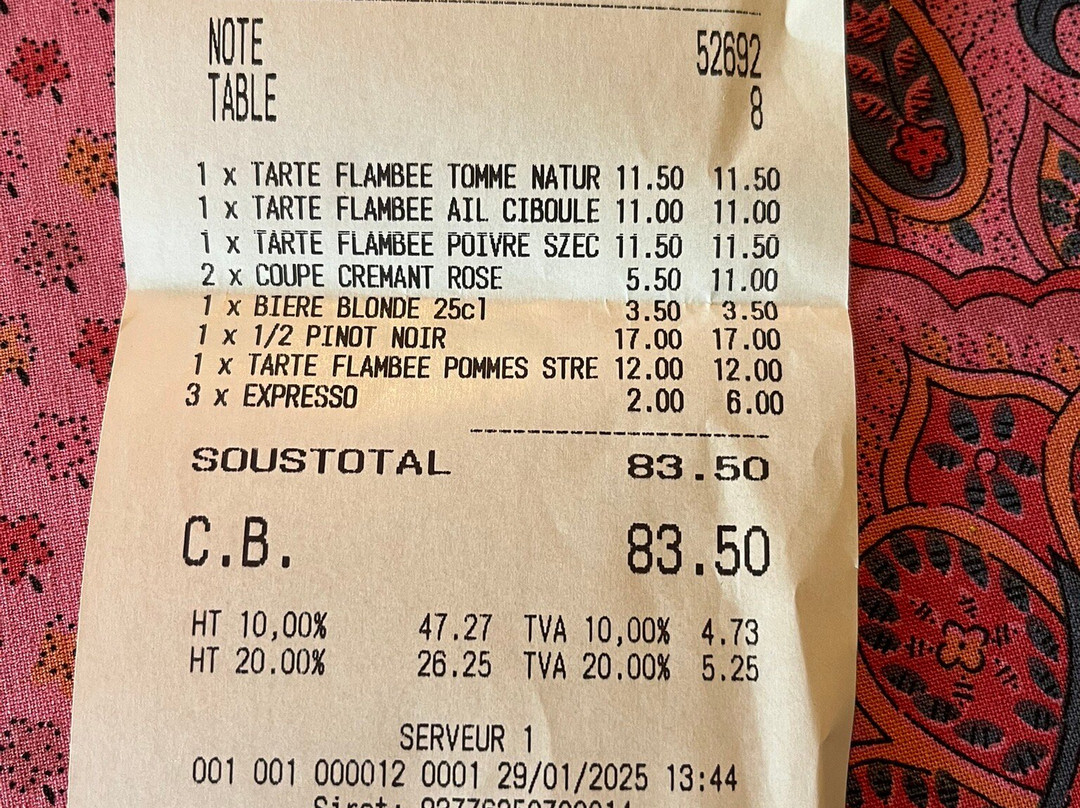 NOTE 52692
TABLE 8
1 x TARTE FLAMBEE TOMME NATUR 11.50 11.50
1 x TARTE FLAMBEE AIL CIBOULE 11.00 11.00
1 x TARTE FLAMBEE POIVRE SZEC 11.50 11.50
2 x COUPE CREMANT ROSE 5.50 11.00
1 x BIERE BLONDE 25cl 3.50 3.50
1 x 1/2 PINOT NOIR 17.00 17.00
1 x TARTE FLAMBEE POMMES STRE 12.00 12.00
3 x EXPRESSO 2.00 6.00
SOUSTOTAL 83.50
C.B. 83.50
HT 10,00% 47.27 TVA 10,00% 4.73
HT 20.00% 26.25 TVA 20.00% 5.25
SERVEUR 1
001 001 000012 0001 29/01/2025 13:44
Siret: